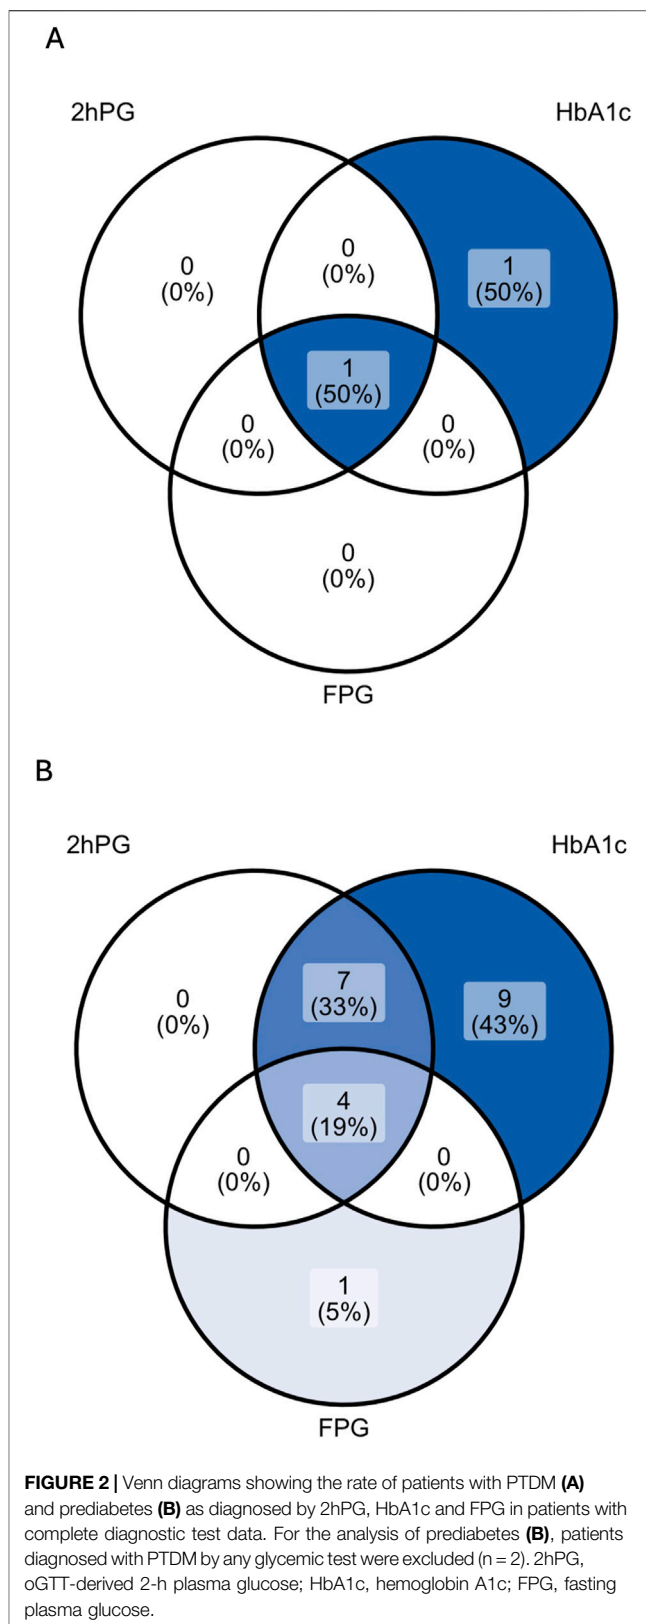 A
2hPG
HbA1c
0
(0%)
0
(0%)
1
(50%)
1
(50%)
0
(0%)
0
(0%)
0
(0%)
FPG
B
2hPG
HbA1c
0
(0%)
7
(33%)
9
(43%)
4
(19%)
0
(0%)
0
(0%)
1
(5%)
FPG
FIGURE 2 | Venn diagrams showing the rate of patients with PTDM (A)
and prediabetes (B) as diagnosed by 2hPG, HbA1c and FPG in patients with
complete diagnostic test data. For the analysis of prediabetes (B), patients
diagnosed with PTDM by any glycemic test were excluded (n = 2). 2hPG,
oGTT-derived 2-h plasma glucose; HbA1c, hemoglobin A1c; FPG, fasting
plasma glucose.